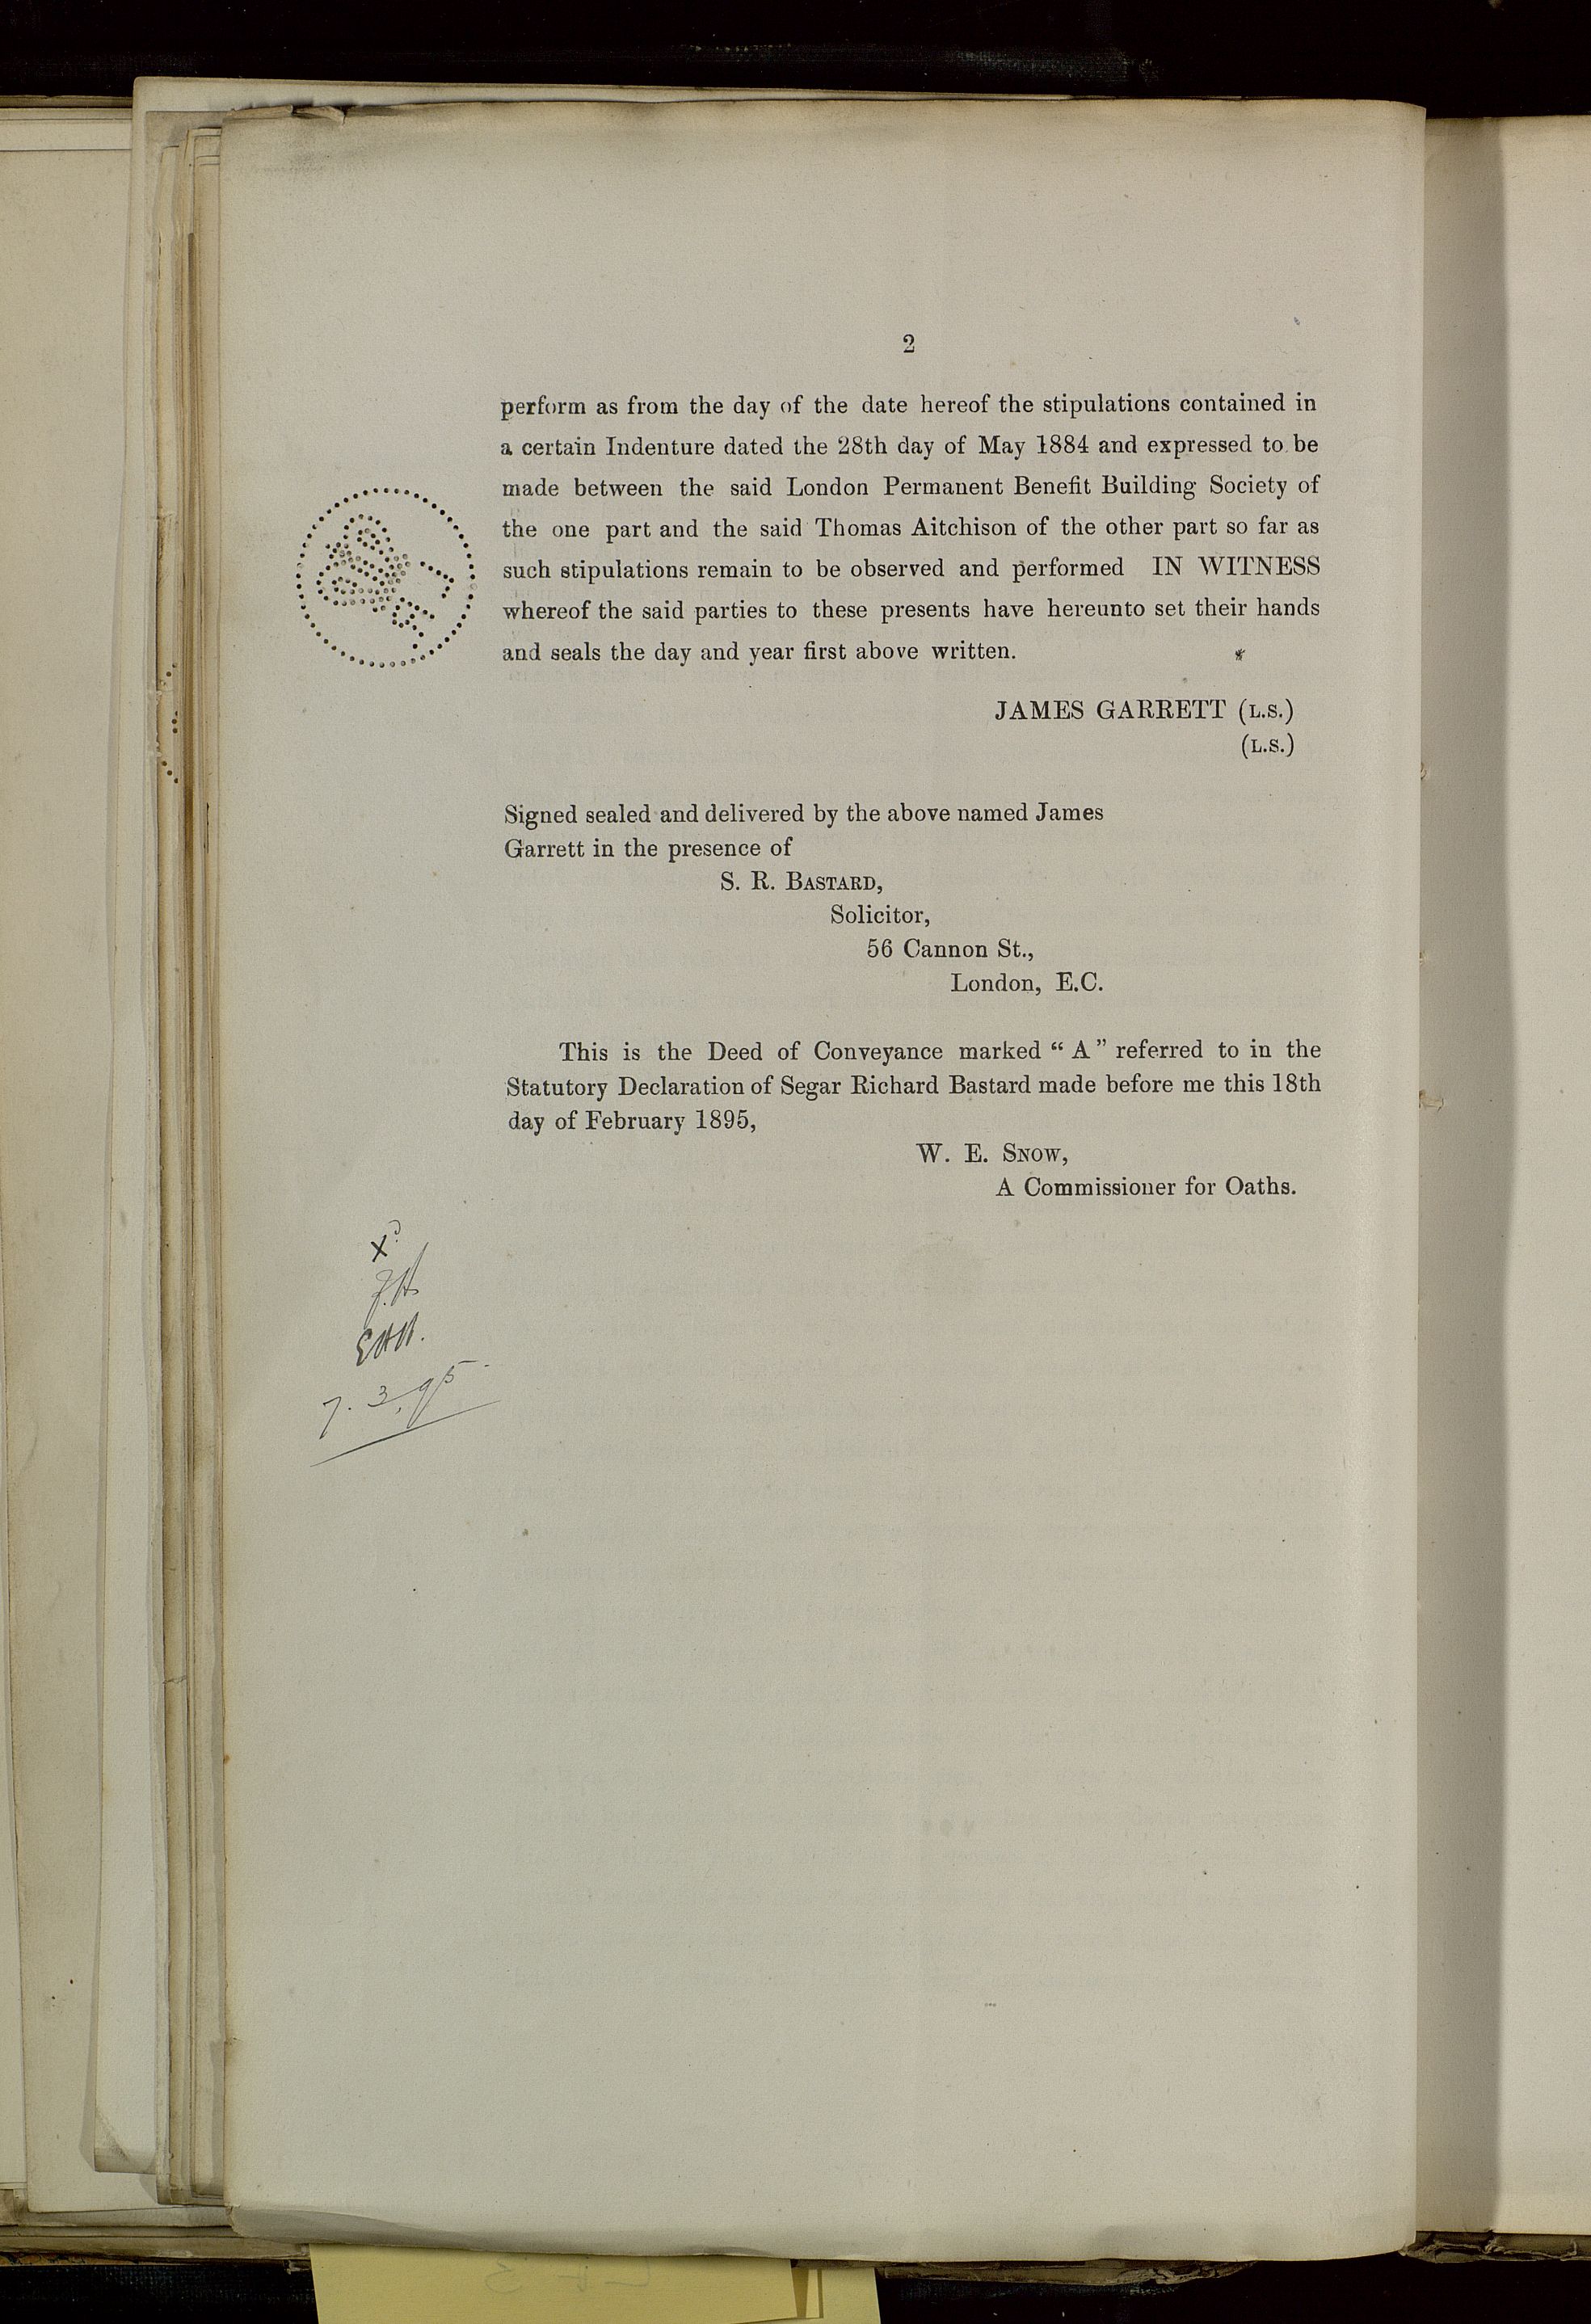 2
perform as from the day of the date hereof the stipulations contained in
a certain Indenture dated the 28th day of May 1884 and expressed to be
made between the said London Permanent Benefit Building Society of
the one part and the said Thomas Aitchison of the other part so far as
such stipulations remain to be observed and performed IN WITNESS
whereof the said parties to these presents have hereunto set their hands
and seals the day and year first above written.
JAMES GARRETT (L.S.)
(L.S.)
Signed sealed and delivered by the above named James
Garrett in the presence of
S. R. BASTARD,
Solicitor,
56 Cannon St.,
London, E.C.
This is the Deed of Conveyance marked “ A ” referred to in the
Statutory Declaration of Segar Richard Bastard made before me this 18th
day of February 1895,
W. E. SNOW,
A Commissioner for Oaths.
7. 3. 95.